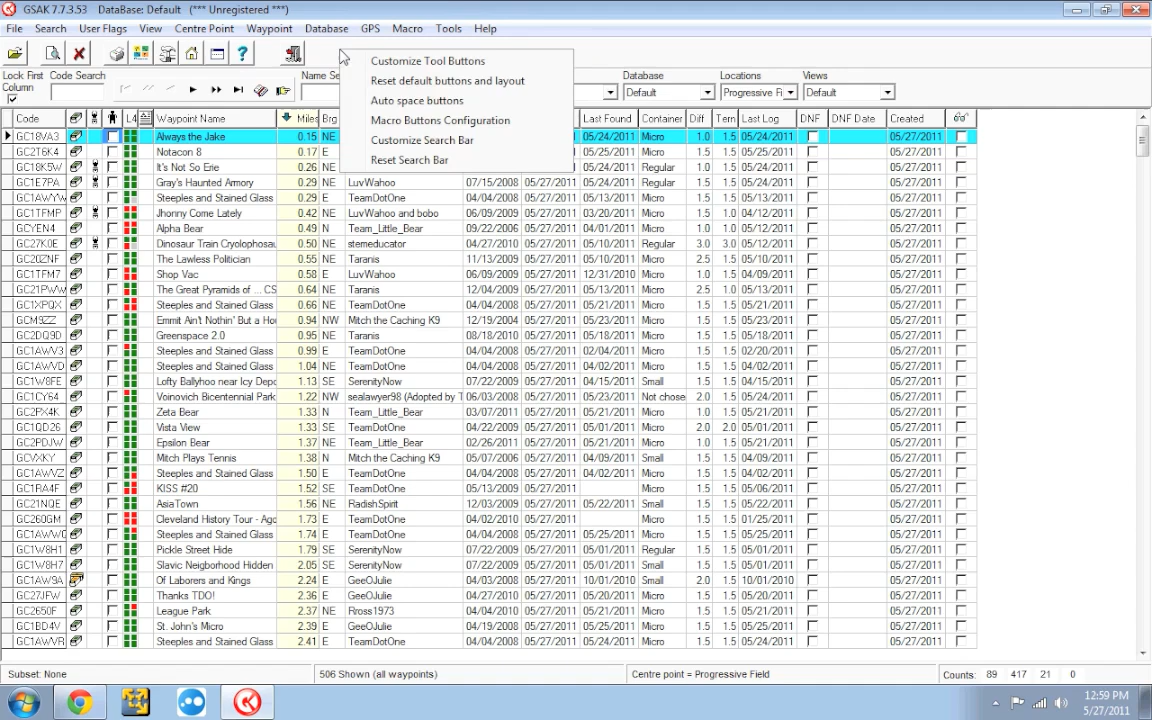 GSAK 7.7.3.53 DataBase: Default (*** Unregistered ***)
File Search User Flags View Centre Point Waypoint Database GPS Macro Tools Help
Customize Tool Buttons
Reset default buttons and layout
Auto space buttons
Macro Buttons Configuration
Customize Search Bar
Reset Search Bar
Lock First Column Code Search Name Se Database Locations Views
Default Progressive Fi Default
Code L4 Waypoint Name Miles Brg Last Found Container Diff Terr Last Log DNF DNF Date Created
GC18VA3 Always the Jake 0.15 NE 05/24/2011 Micro 1.0 1.5 05/24/2011 05/27/2011
GC2T6K4 Notacon 8 0.17 E 05/25/2011 Micro 1.5 1.5 05/25/2011 05/27/2011
GC18K5W It's Not So Erie 0.26 NE 05/24/2011 Regular 1.5 1.5 05/24/2011 05/27/2011
GC1E7PA Gray's Haunted Armory 0.29 NE LuvWahoo 07/15/2008 05/27/2011 05/24/2011 Regular 1.5 1.5 05/24/2011 05/27/2011
GC1AWYW Steeples and Stained Glass 0.29 E TeamDotOne 04/04/2008 05/27/2011 05/13/2011 Micro 1.5 1.5 05/13/2011 05/27/2011
GC1TFMP Jhonny Come Lately 0.42 NE LuvWahoo and bobo 06/09/2009 05/27/2011 03/20/2011 Micro 1.0 1.5 04/12/2011 05/27/2011
GCYEN4 Alpha Bear 0.49 N Team_Little_Bear 09/22/2006 05/27/2011 04/01/2011 Micro 1.0 1.5 05/12/2011 05/27/2011
GC27K0E Dinosaur Train Cryolophosau 0.50 NE stemeducator 04/27/2010 05/27/2011 05/10/2011 Regular 3.0 3.0 05/12/2011 05/27/2011
GC20ZNF The Lawless Politician 0.55 NE Taranis 11/13/2009 05/27/2011 05/10/2011 Micro 2.5 1.5 05/10/2011 05/27/2011
GC1TFM7 Shop Vac 0.58 E LuvWahoo 06/09/2009 05/27/2011 12/31/2010 Micro 1.0 1.5 04/09/2011 05/27/2011
GC21PWW The Great Pyramids of ... CS 0.64 NE Taranis 12/04/2009 05/27/2011 05/13/2011 Micro 2.5 1.0 05/13/2011 05/27/2011
GC1XPQX Steeples and Stained Glass 0.66 NE TeamDotOne 04/04/2008 05/27/2011 05/21/2011 Micro 1.5 1.5 05/21/2011 05/27/2011
GCM9ZZ Emmit Ain't Nothin' But a Ho 0.94 NW Mitch the Caching K9 12/19/2004 05/27/2011 05/23/2011 Micro 1.5 1.5 05/23/2011 05/27/2011
GC2DQ9D Greenspace 2.0 0.95 NE Taranis 08/18/2010 05/27/2011 05/18/2011 Micro 1.5 1.5 05/18/2011 05/27/2011
GC1AWV3 Steeples and Stained Glass 0.99 E TeamDotOne 04/04/2008 05/27/2011 02/04/2011 Micro 1.5 1.5 02/20/2011 05/27/2011
GC1AWVD Steeples and Stained Glass 1.04 NE TeamDotOne 04/04/2008 05/27/2011 04/02/2011 Micro 1.5 1.5 04/02/2011 05/27/2011
GC1W8FE Lofty Ballyhoo near Icy Depo 1.13 SE SerenityNow 07/22/2009 05/27/2011 04/15/2011 Small 1.5 1.5 04/15/2011 05/27/2011
GC1CY64 Voinovich Bicentennial Park 1.22 NW sealawyer98 (Adopted by T 06/03/2008 05/27/2011 05/24/2011 Not chose 2.0 1.5 05/24/2011 05/27/2011
GC2PX4K Zeta Bear 1.33 N Team_Little_Bear 03/07/2011 05/27/2011 05/21/2011 Micro 1.0 1.5 05/21/2011 05/27/2011
GC1QD26 Vista View 1.33 SE SerenityNow 04/22/2009 05/27/2011 05/01/2011 Small 2.0 2.0 05/01/2011 05/27/2011
GC2PDJW Epsilon Bear 1.37 NE Team_Little_Bear 02/26/2011 05/27/2011 05/15/2011 Micro 1.0 1.5 05/15/2011 05/27/2011
GCVXKY Mitch Plays Tennis 1.38 N Mitch the Caching K9 05/07/2006 05/27/2011 04/09/2011 Small 1.5 1.5 04/09/2011 05/27/2011
GC1AWVZ Steeples and Stained Glass 1.50 E TeamDotOne 04/04/2008 05/27/2011 04/02/2011 Micro 1.5 1.5 04/02/2011 05/27/2011
GC1RA4F KISS #20 1.52 SE TeamDotOne 05/13/2009 05/27/2011 Micro 1.5 1.5 05/06/2011 05/27/2011
GC21NQE AsiaTown 1.56 NE RadishSpirit 12/03/2009 05/27/2011 05/22/2011 Small 1.5 1.5 05/22/2011 05/27/2011
GC260GM Cleveland History Tour - Ago 1.73 E TeamDotOne 04/02/2010 05/27/2011 Micro 1.5 1.5 01/25/2011 05/27/2011
GC1AWWC Steeples and Stained Glass 1.74 E TeamDotOne 04/04/2008 05/27/2011 05/25/2011 Micro 1.5 1.5 05/25/2011 05/27/2011
GC1W8H1 Pickle Street Hide 1.79 SE SerenityNow 07/22/2009 05/27/2011 05/01/2011 Regular 1.5 1.5 05/01/2011 05/27/2011
GC1W8H7 Slavic Neigborhood Hidden 2.05 SE SerenityNow 07/22/2009 05/27/2011 05/01/2011 Small 1.5 1.5 05/01/2011 05/27/2011
GC1AW9A Of Laborers and Kings 2.24 E GeeOJulie 04/03/2008 05/27/2011 10/01/2010 Small 2.0 1.5 10/01/2010 05/27/2011
GC27JFW Thanks TDO! 2.36 E GeeOJulie 04/27/2010 05/27/2011 05/20/2011 Micro 1.5 1.5 05/20/2011 05/27/2011
GC2650F League Park 2.37 NE Rross1973 04/04/2010 05/27/2011 05/21/2011 Micro 1.5 1.5 05/21/2011 05/27/2011
GC1BD4V St. John's Micro 2.39 E GeeOJulie 04/19/2008 05/27/2011 05/01/2011 Micro 1.5 1.5 05/01/2011 05/27/2011
GC1AWVR Steeples and Stained Glass 2.41 E TeamDotOne 04/04/2008 05/27/2011 05/24/2011 Micro 1.5 1.5 05/24/2011 05/27/2011
Subset: None 506 Shown (all waypoints) Centre point = Progressive Field Counts: 89 417 21 0
12:59 PM
5/27/2011